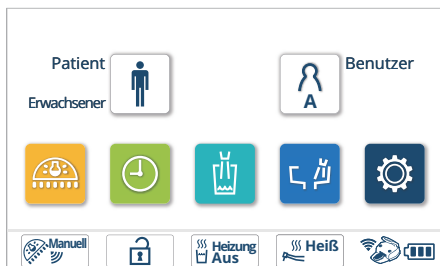 Patient
Benutzer
Erwachsener
A
Manuell
Heizung
Aus
Heiß